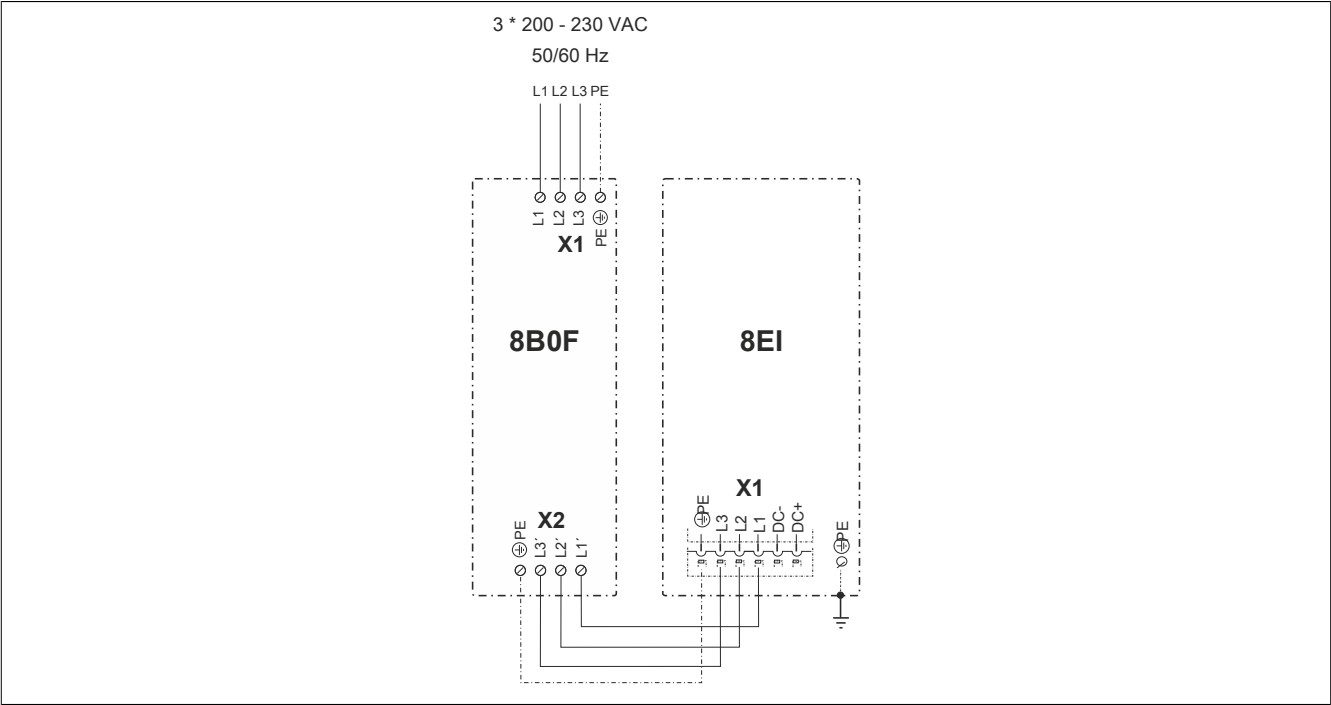 3 * 200 - 230 VAC
50/60 Hz
L1 L2 L3 PE
L1 L2 L3 PE
X1
8B0F
8EI
X1
PE L3 L2 L1 DC- DC+ PE
X2
PE L3´ L2´ L1´